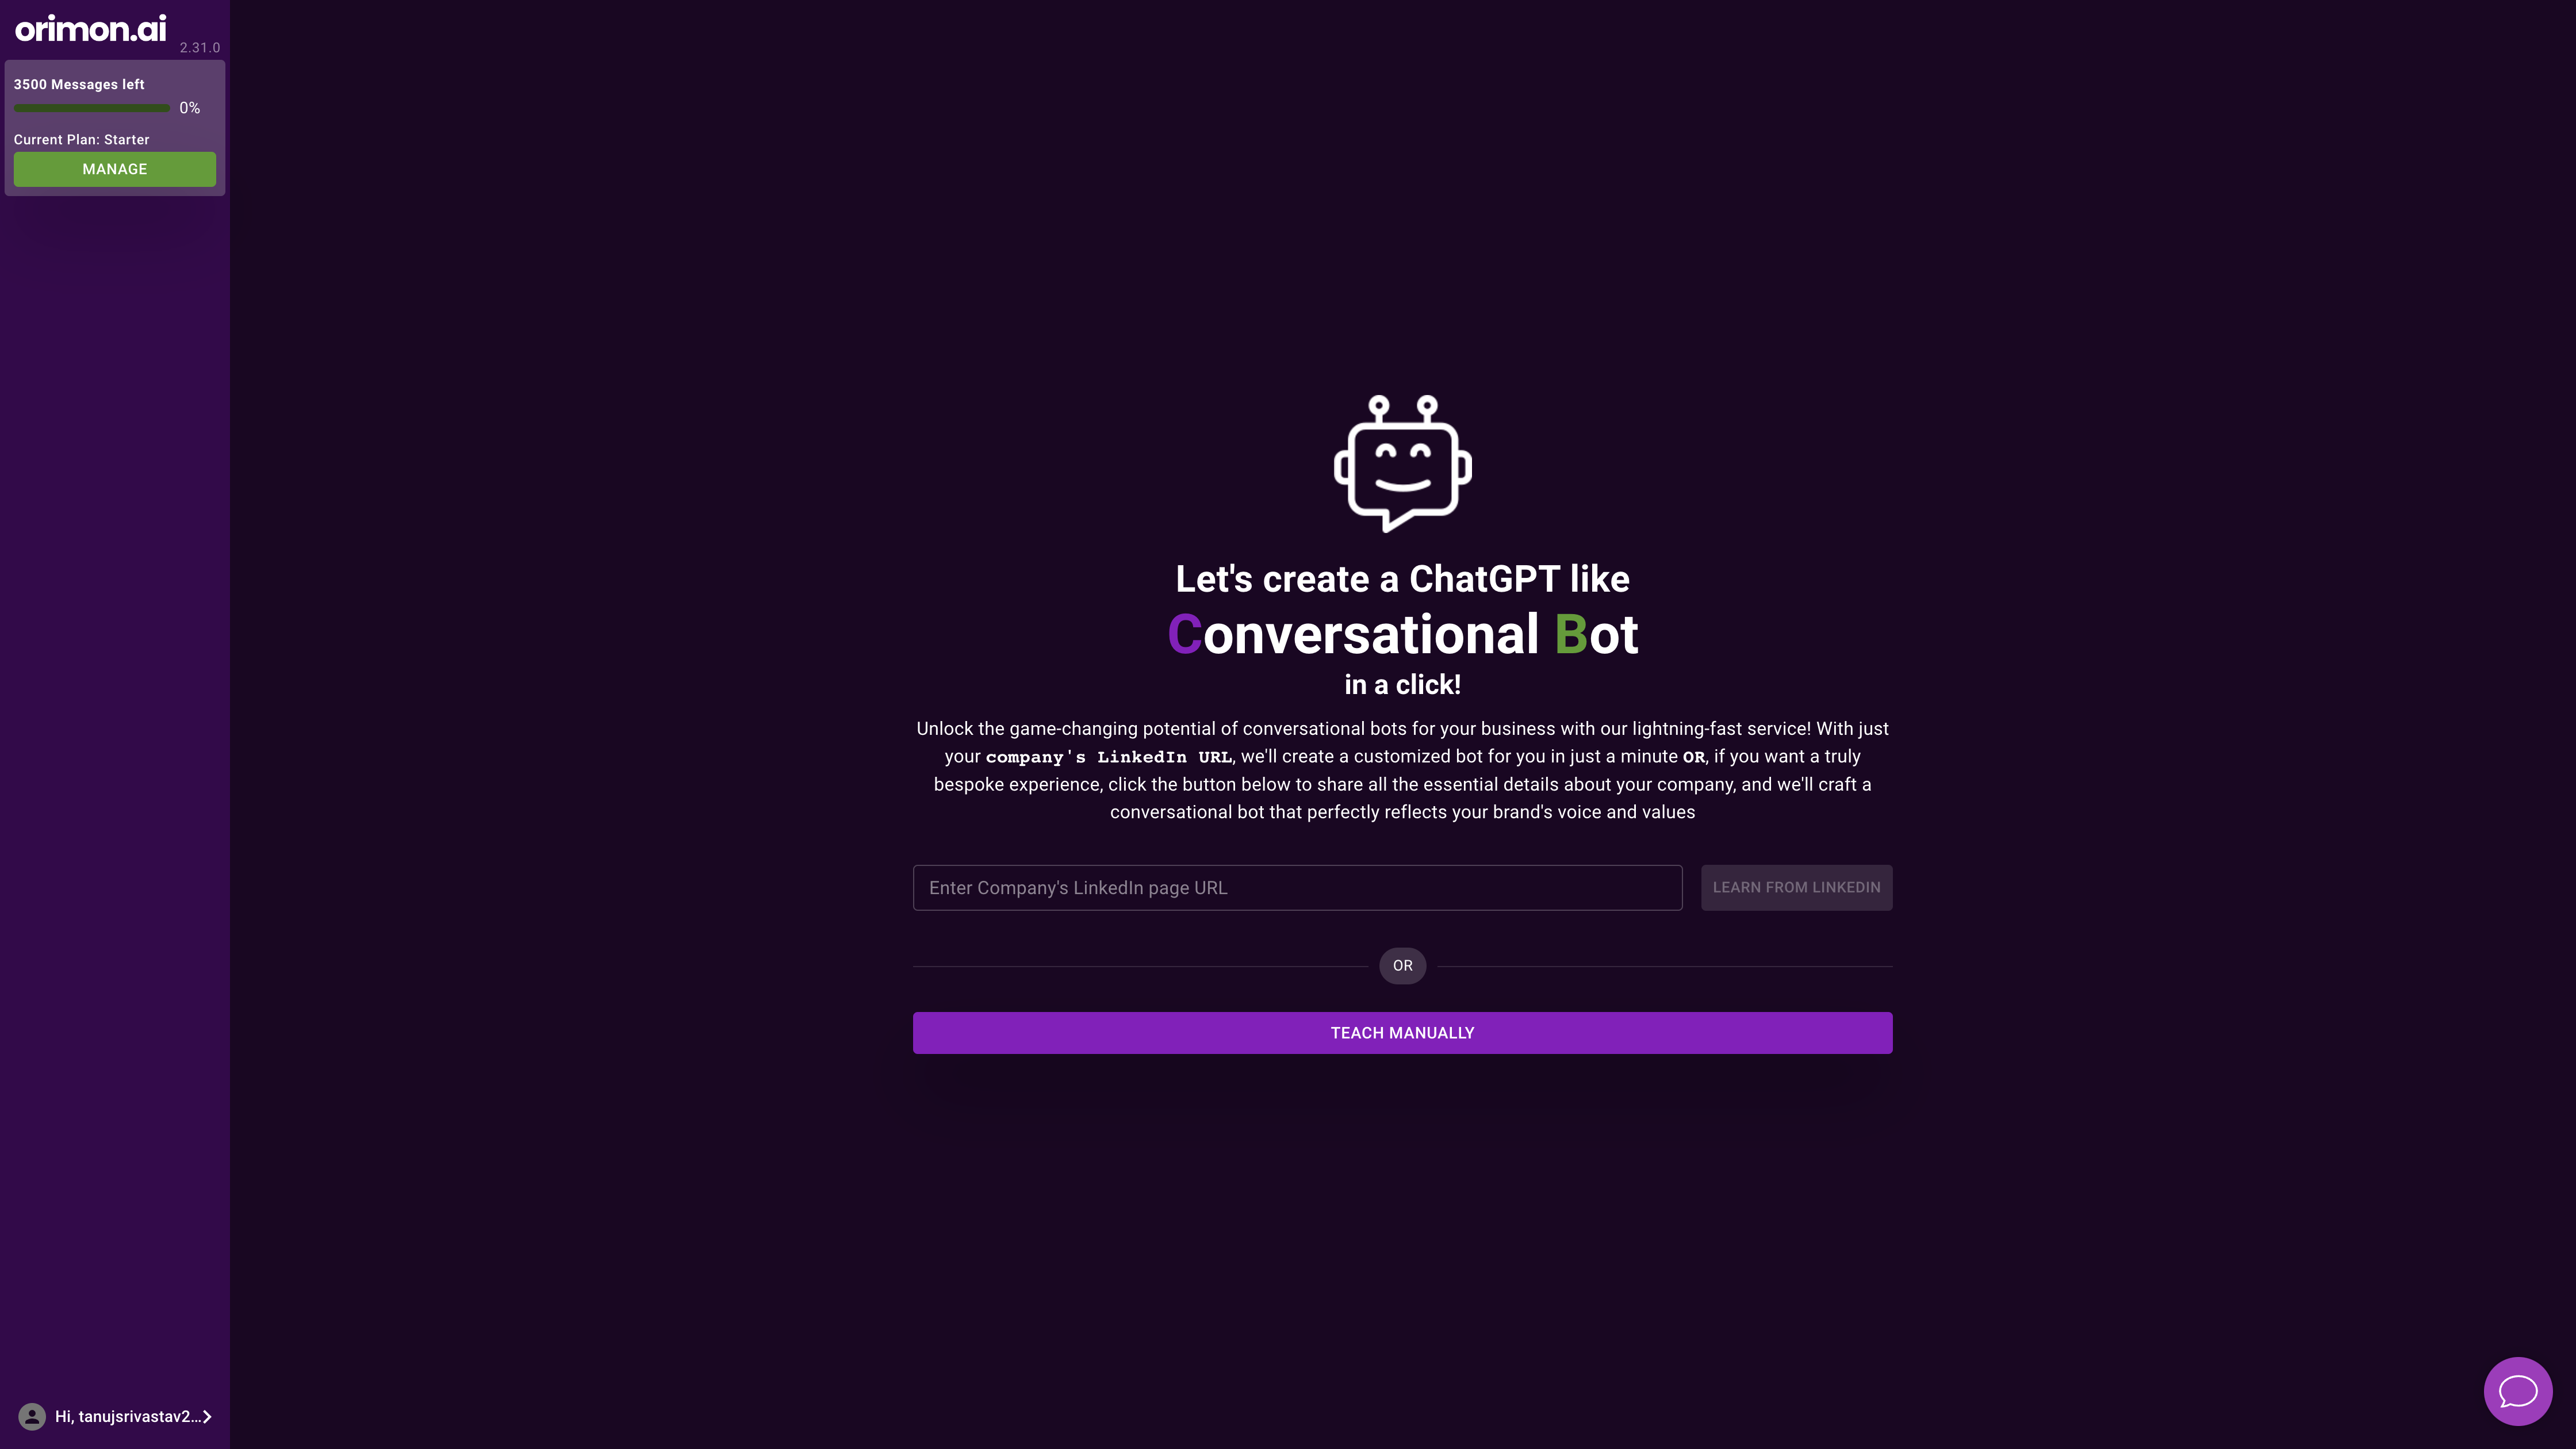 orimon.ai
2.31.0
3500 Messages left
0%
Current Plan: Starter
MANAGE
Let's create a ChatGPT like
Conversational Bot
in a click!
Unlock the game-changing potential of conversational bots for your business with our lightning-fast service! With just
your company's LinkedIn URL, we'll create a customized bot for you in just a minute OR, if you want a truly
bespoke experience, click the button below to share all the essential details about your company, and we'll craft a
conversational bot that perfectly reflects your brand's voice and values
Enter Company's LinkedIn page URL
LEARN FROM LINKEDIN
OR
TEACH MANUALLY
Hi, tanujsrivastav2...